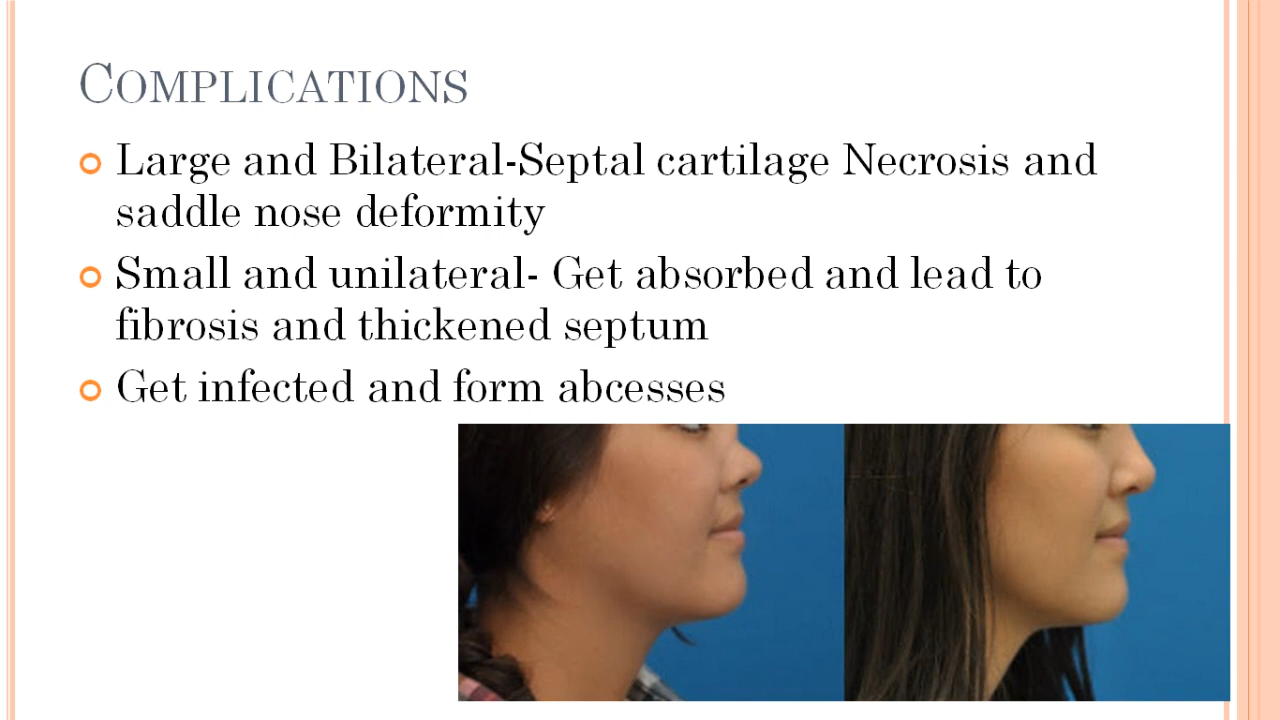 COMPLICATIONS
Large and Bilateral-Septal cartilage Necrosis and
saddle nose deformity
Small and unilateral- Get absorbed and lead to
fibrosis and thickened septum
Get infected and form abcesses